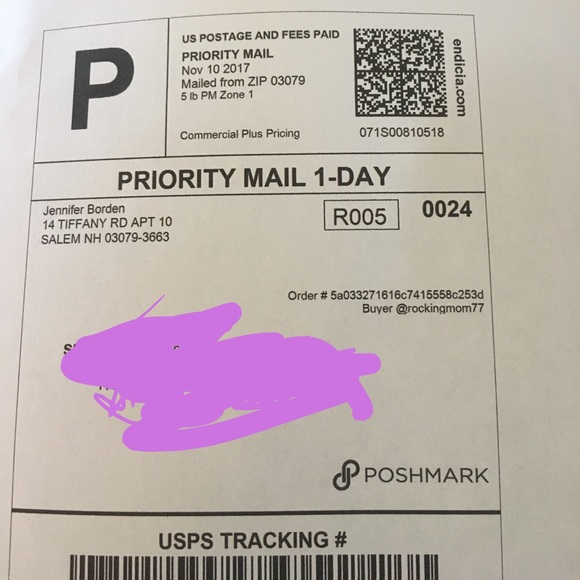 P
US POSTAGE AND FEES PAID
PRIORITY MAIL
Nov 10 2017
Mailed from ZIP 03079
5 lb PM Zone 1
Commercial Plus Pricing
071S00810518
endicia.com
PRIORITY MAIL 1-DAY
Jennifer Borden
14 TIFFANY RD APT 10
SALEM NH 03079-3663
R005
0024
Order # 5a033271616c7415558c253d
Buyer @rockingmom77
POSHMARK
USPS TRACKING #